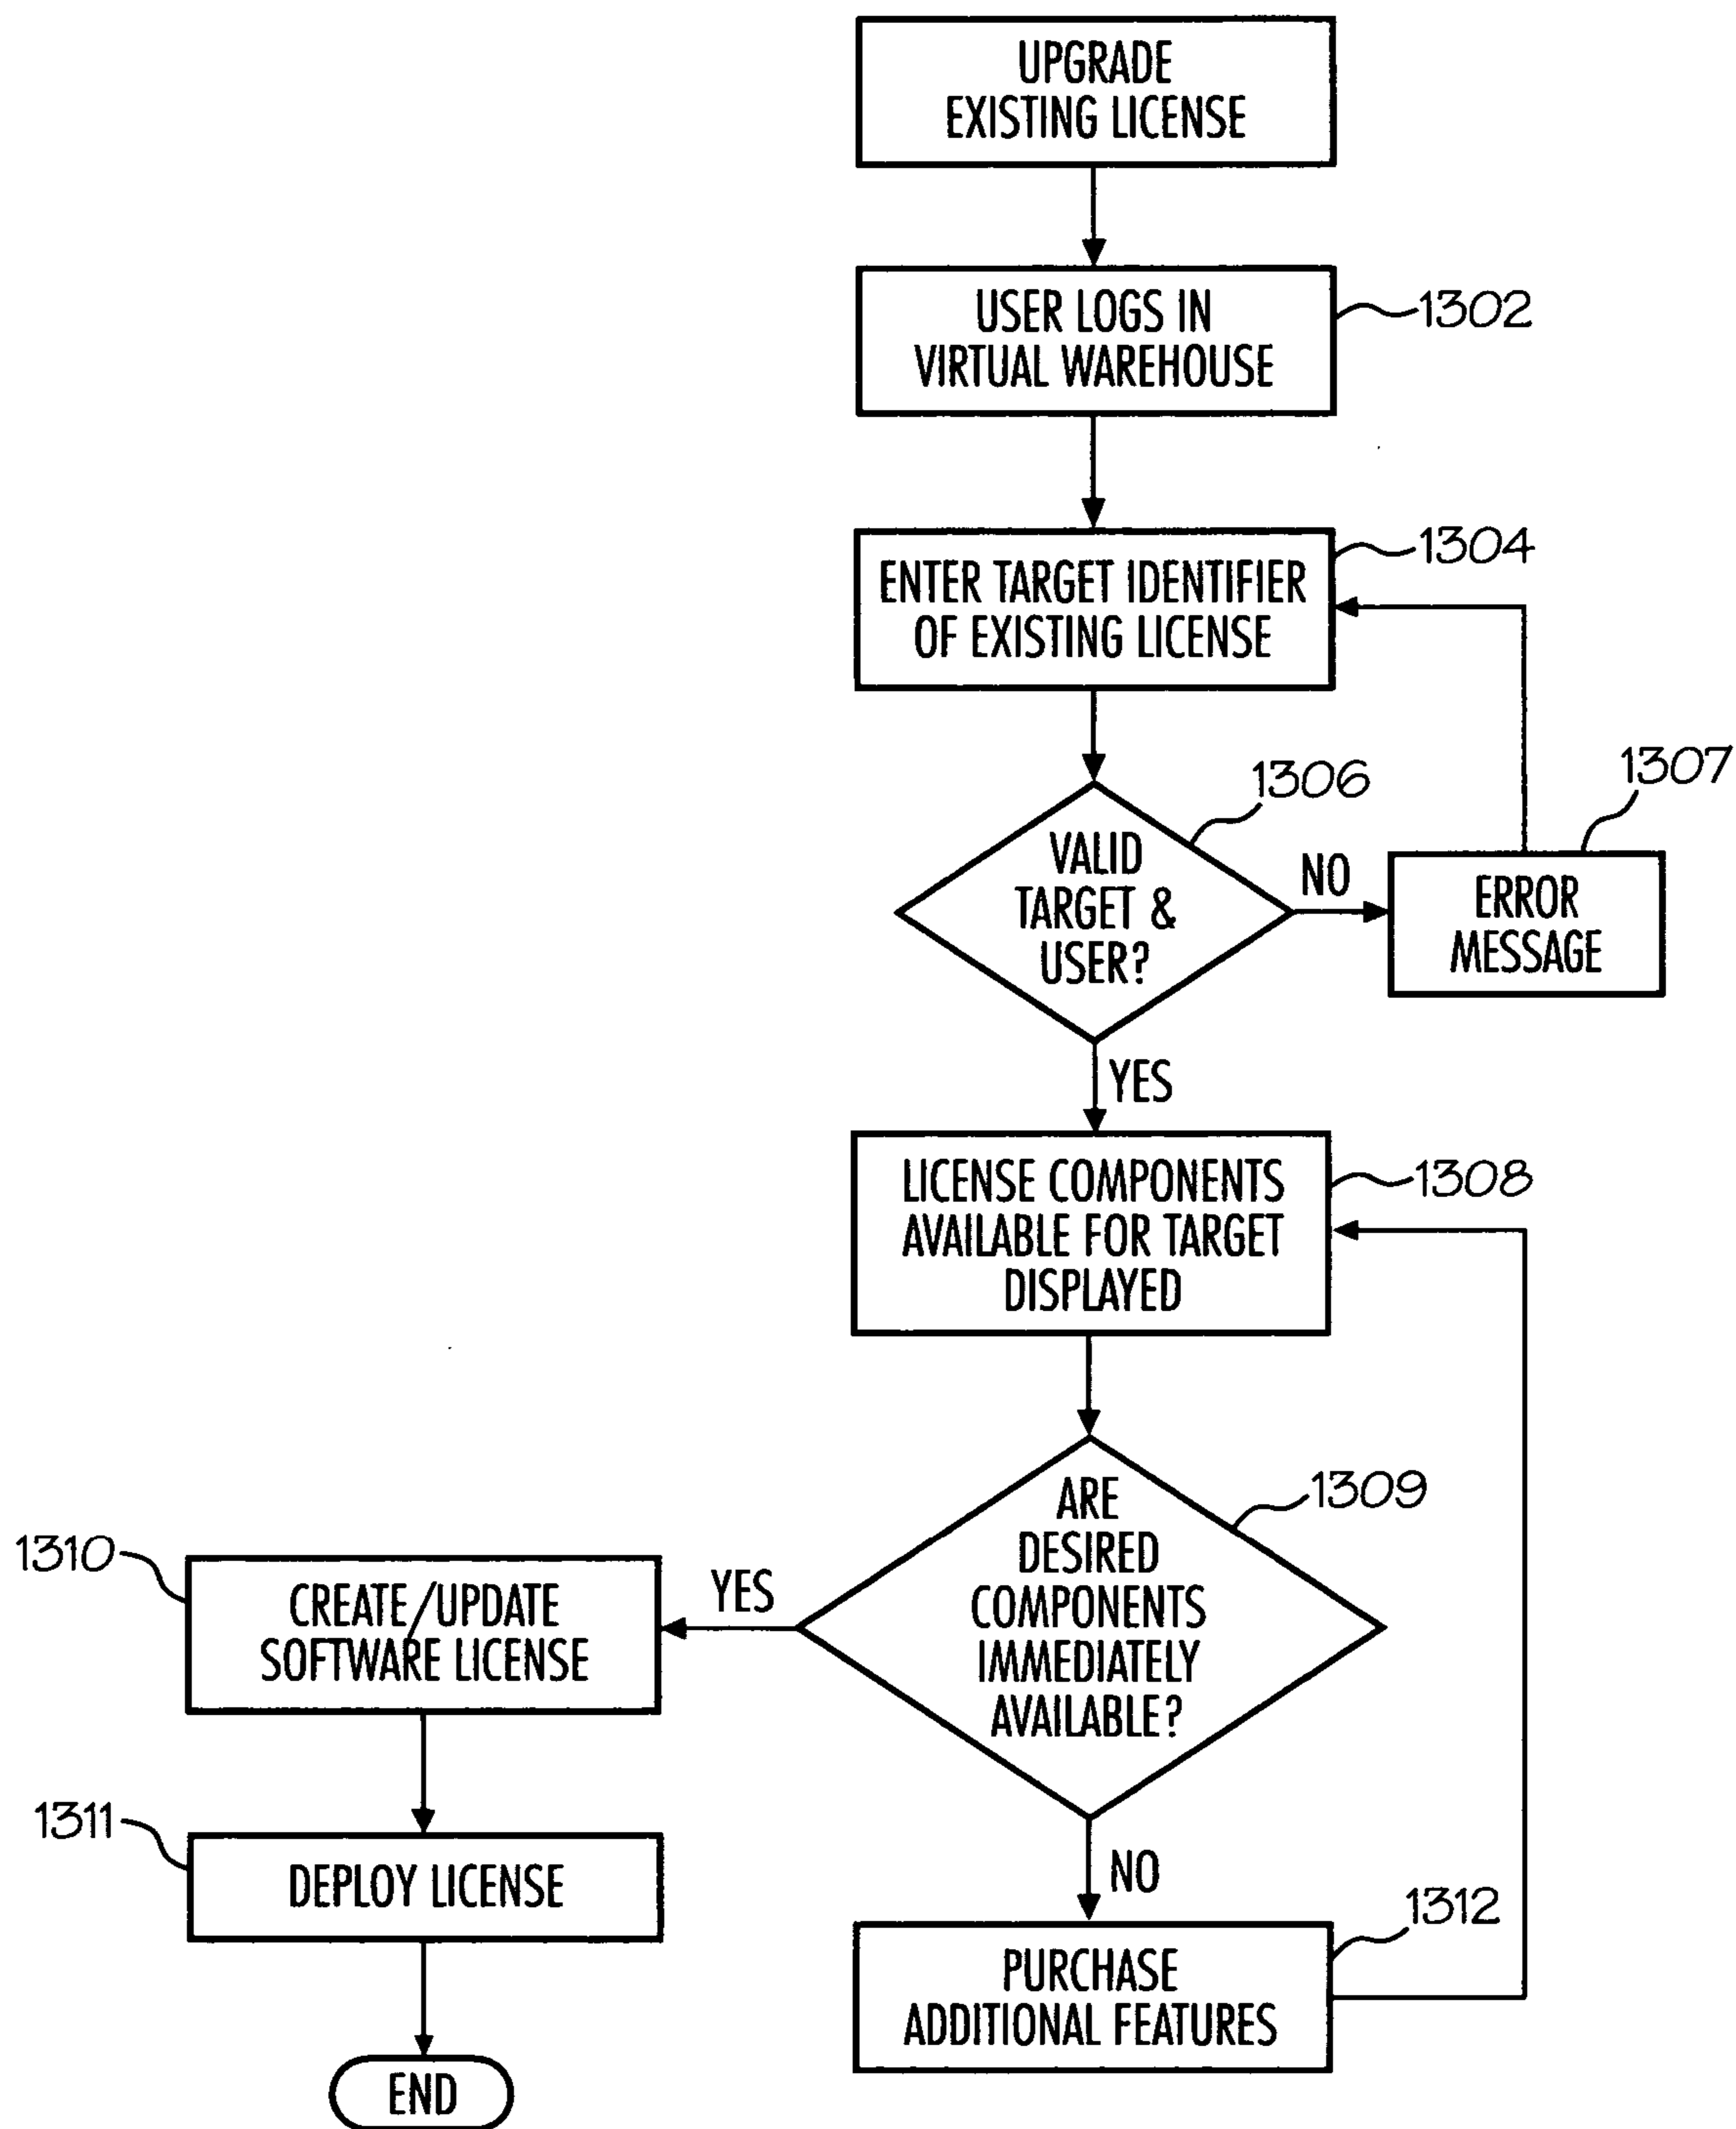 UPGRADE
EXISTING LICENSE
USER LOGS IN
VIRTUAL WAREHOUSE
1302
ENTER TARGET IDENTIFIER
OF EXISTING LICENSE
1304
VALID
TARGET &
USER?
1306
NO
ERROR
MESSAGE
1307
YES
LICENSE COMPONENTS
AVAILABLE FOR TARGET
DISPLAYED
1308
ARE
DESIRED
COMPONENTS
IMMEDIATELY
AVAILABLE?
1309
YES
CREATE/UPDATE
SOFTWARE LICENSE
1310
DEPLOY LICENSE
1311
END
NO
PURCHASE
ADDITIONAL FEATURES
1312